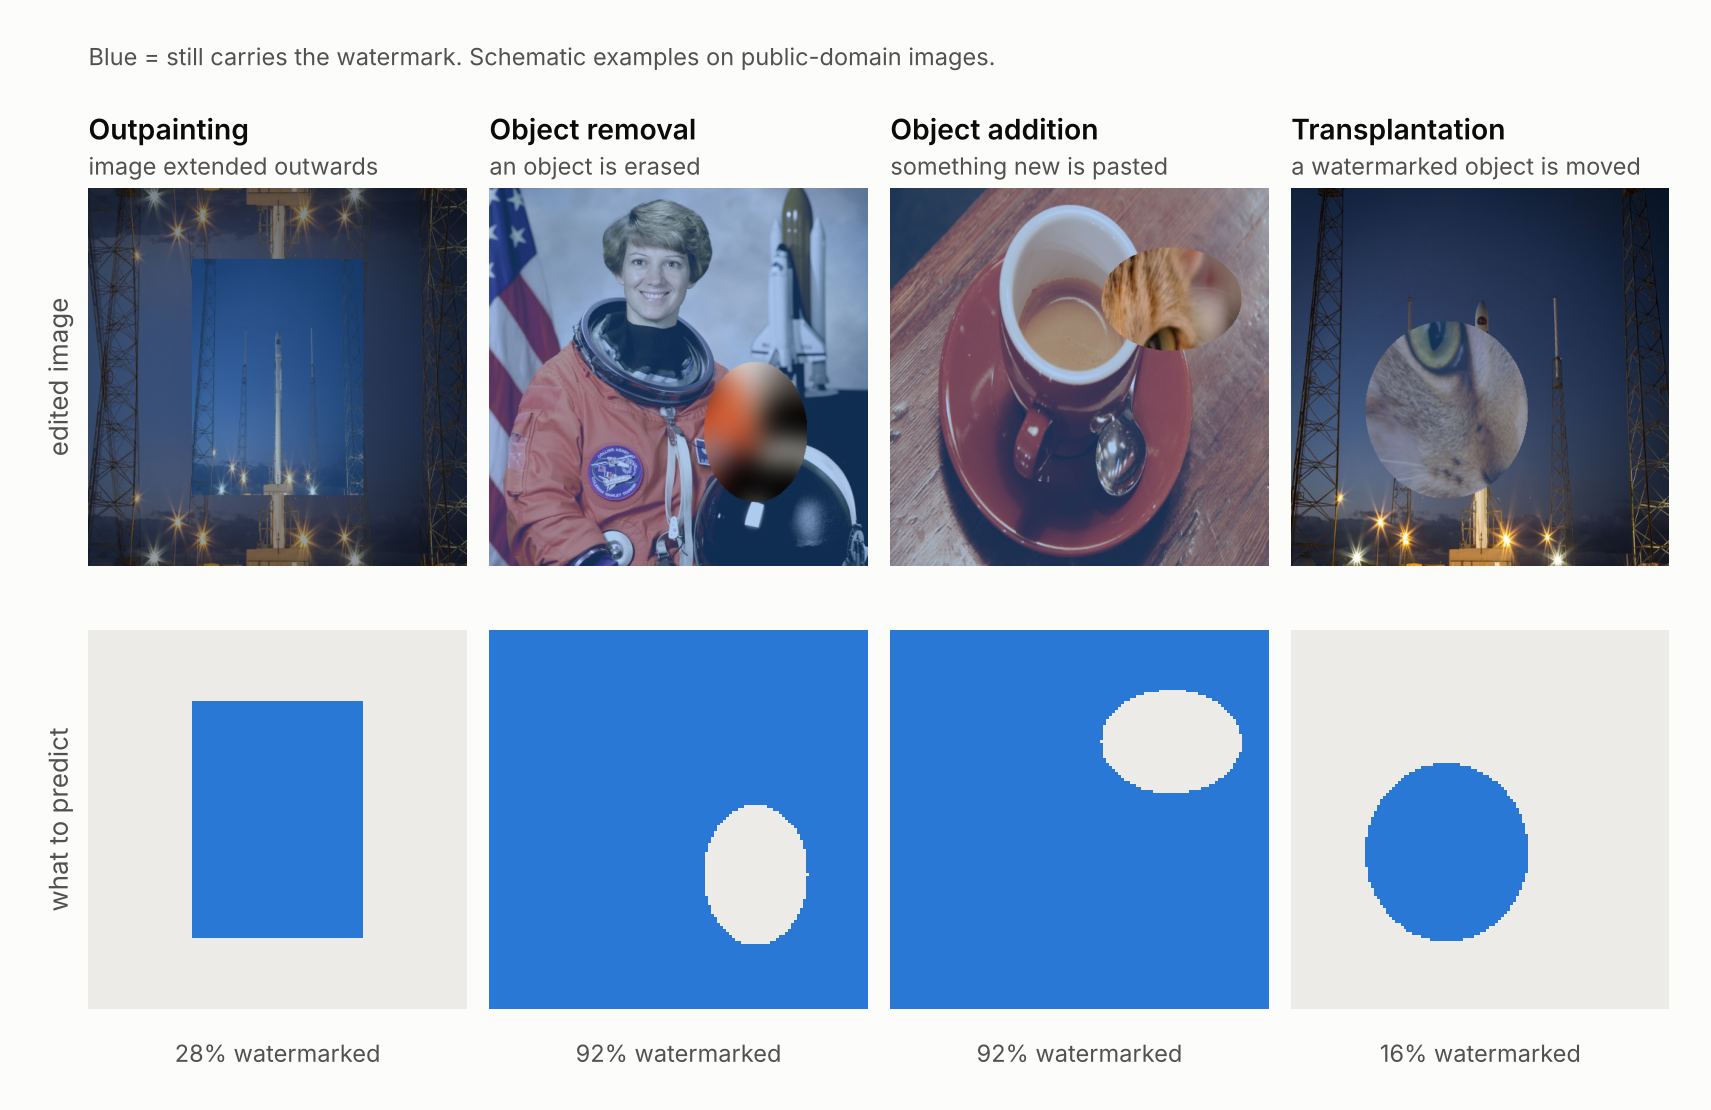 Blue = still carries the watermark. Schematic examples on public-domain images.
Outpainting
image extended outwards
Object removal
an object is erased
Object addition
something new is pasted
Transplantation
a watermarked object is moved
edited image
what to predict
28% watermarked
92% watermarked
92% watermarked
16% watermarked